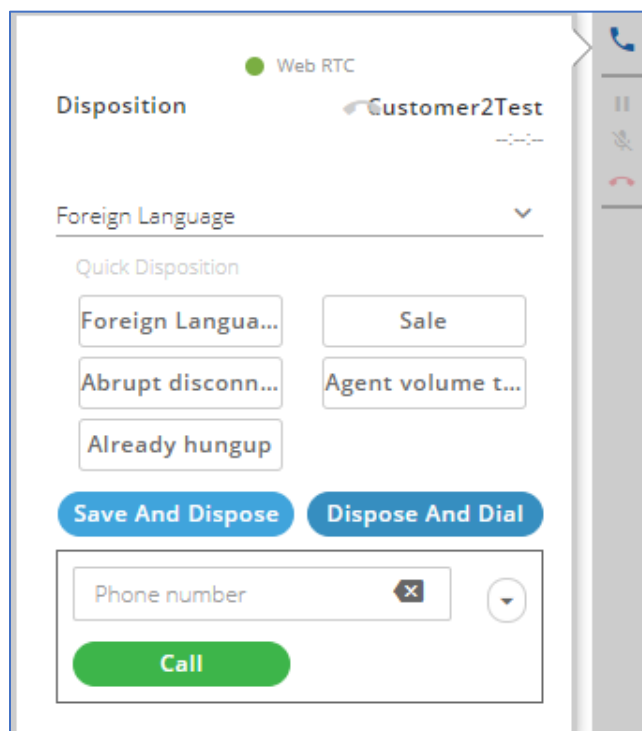 Web RTC
Disposition
Customer2Test
--:--:--
Foreign Language
Quick Disposition
Foreign Langua...
Sale
Abrupt disconn...
Agent volume t...
Already hungup
Save And Dispose
Dispose And Dial
Phone number
Call